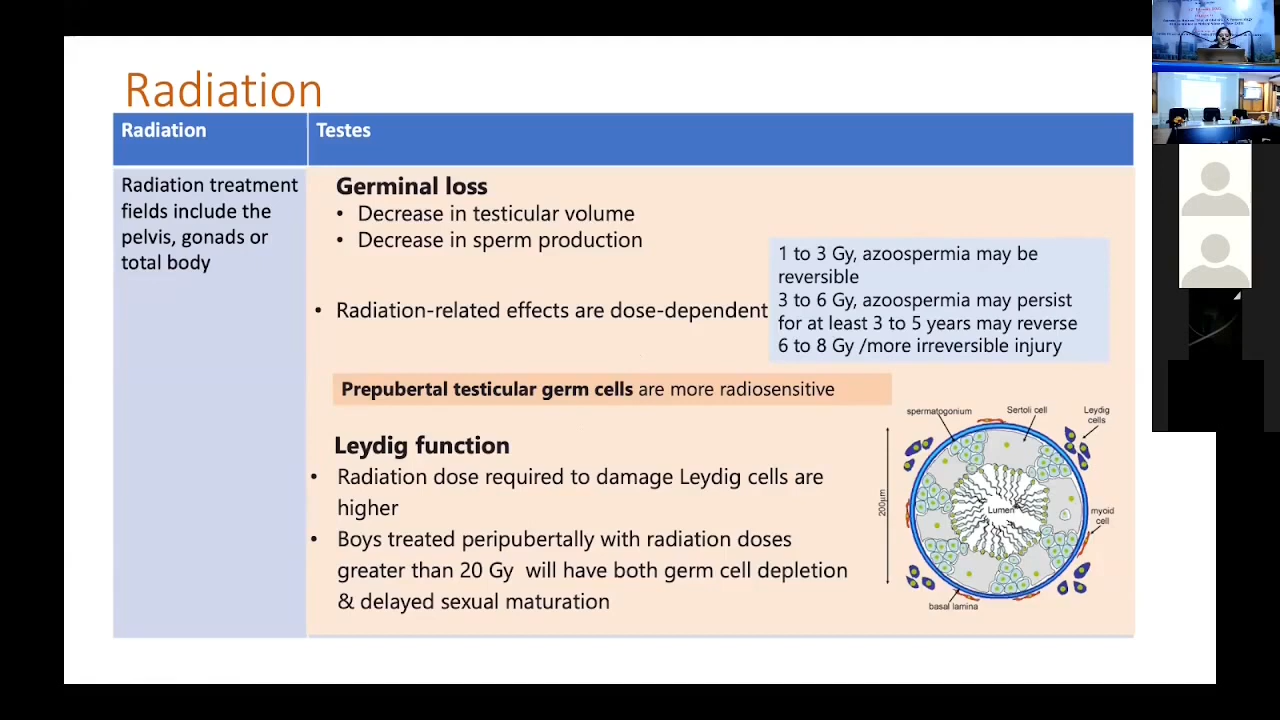 Radiation
Radiation
Testes
Radiation treatment
fields include the
pelvis, gonads or
total body
Germinal loss
• Decrease in testicular volume
• Decrease in sperm production
• Radiation-related effects are dose-dependent
1 to 3 Gy, azoospermia may be
reversible
3 to 6 Gy, azoospermia may persist
for at least 3 to 5 years may reverse
6 to 8 Gy /more irreversible injury
Prepubertal testicular germ cells are more radiosensitive
Leydig function
• Radiation dose required to damage Leydig cells are
higher
• Boys treated peripubertally with radiation doses
greater than 20 Gy will have both germ cell depletion
& delayed sexual maturation
spermatogonium
Sertoli cell
Leydig
cells
200μm
Lumen
myoid
cell
basal lamina